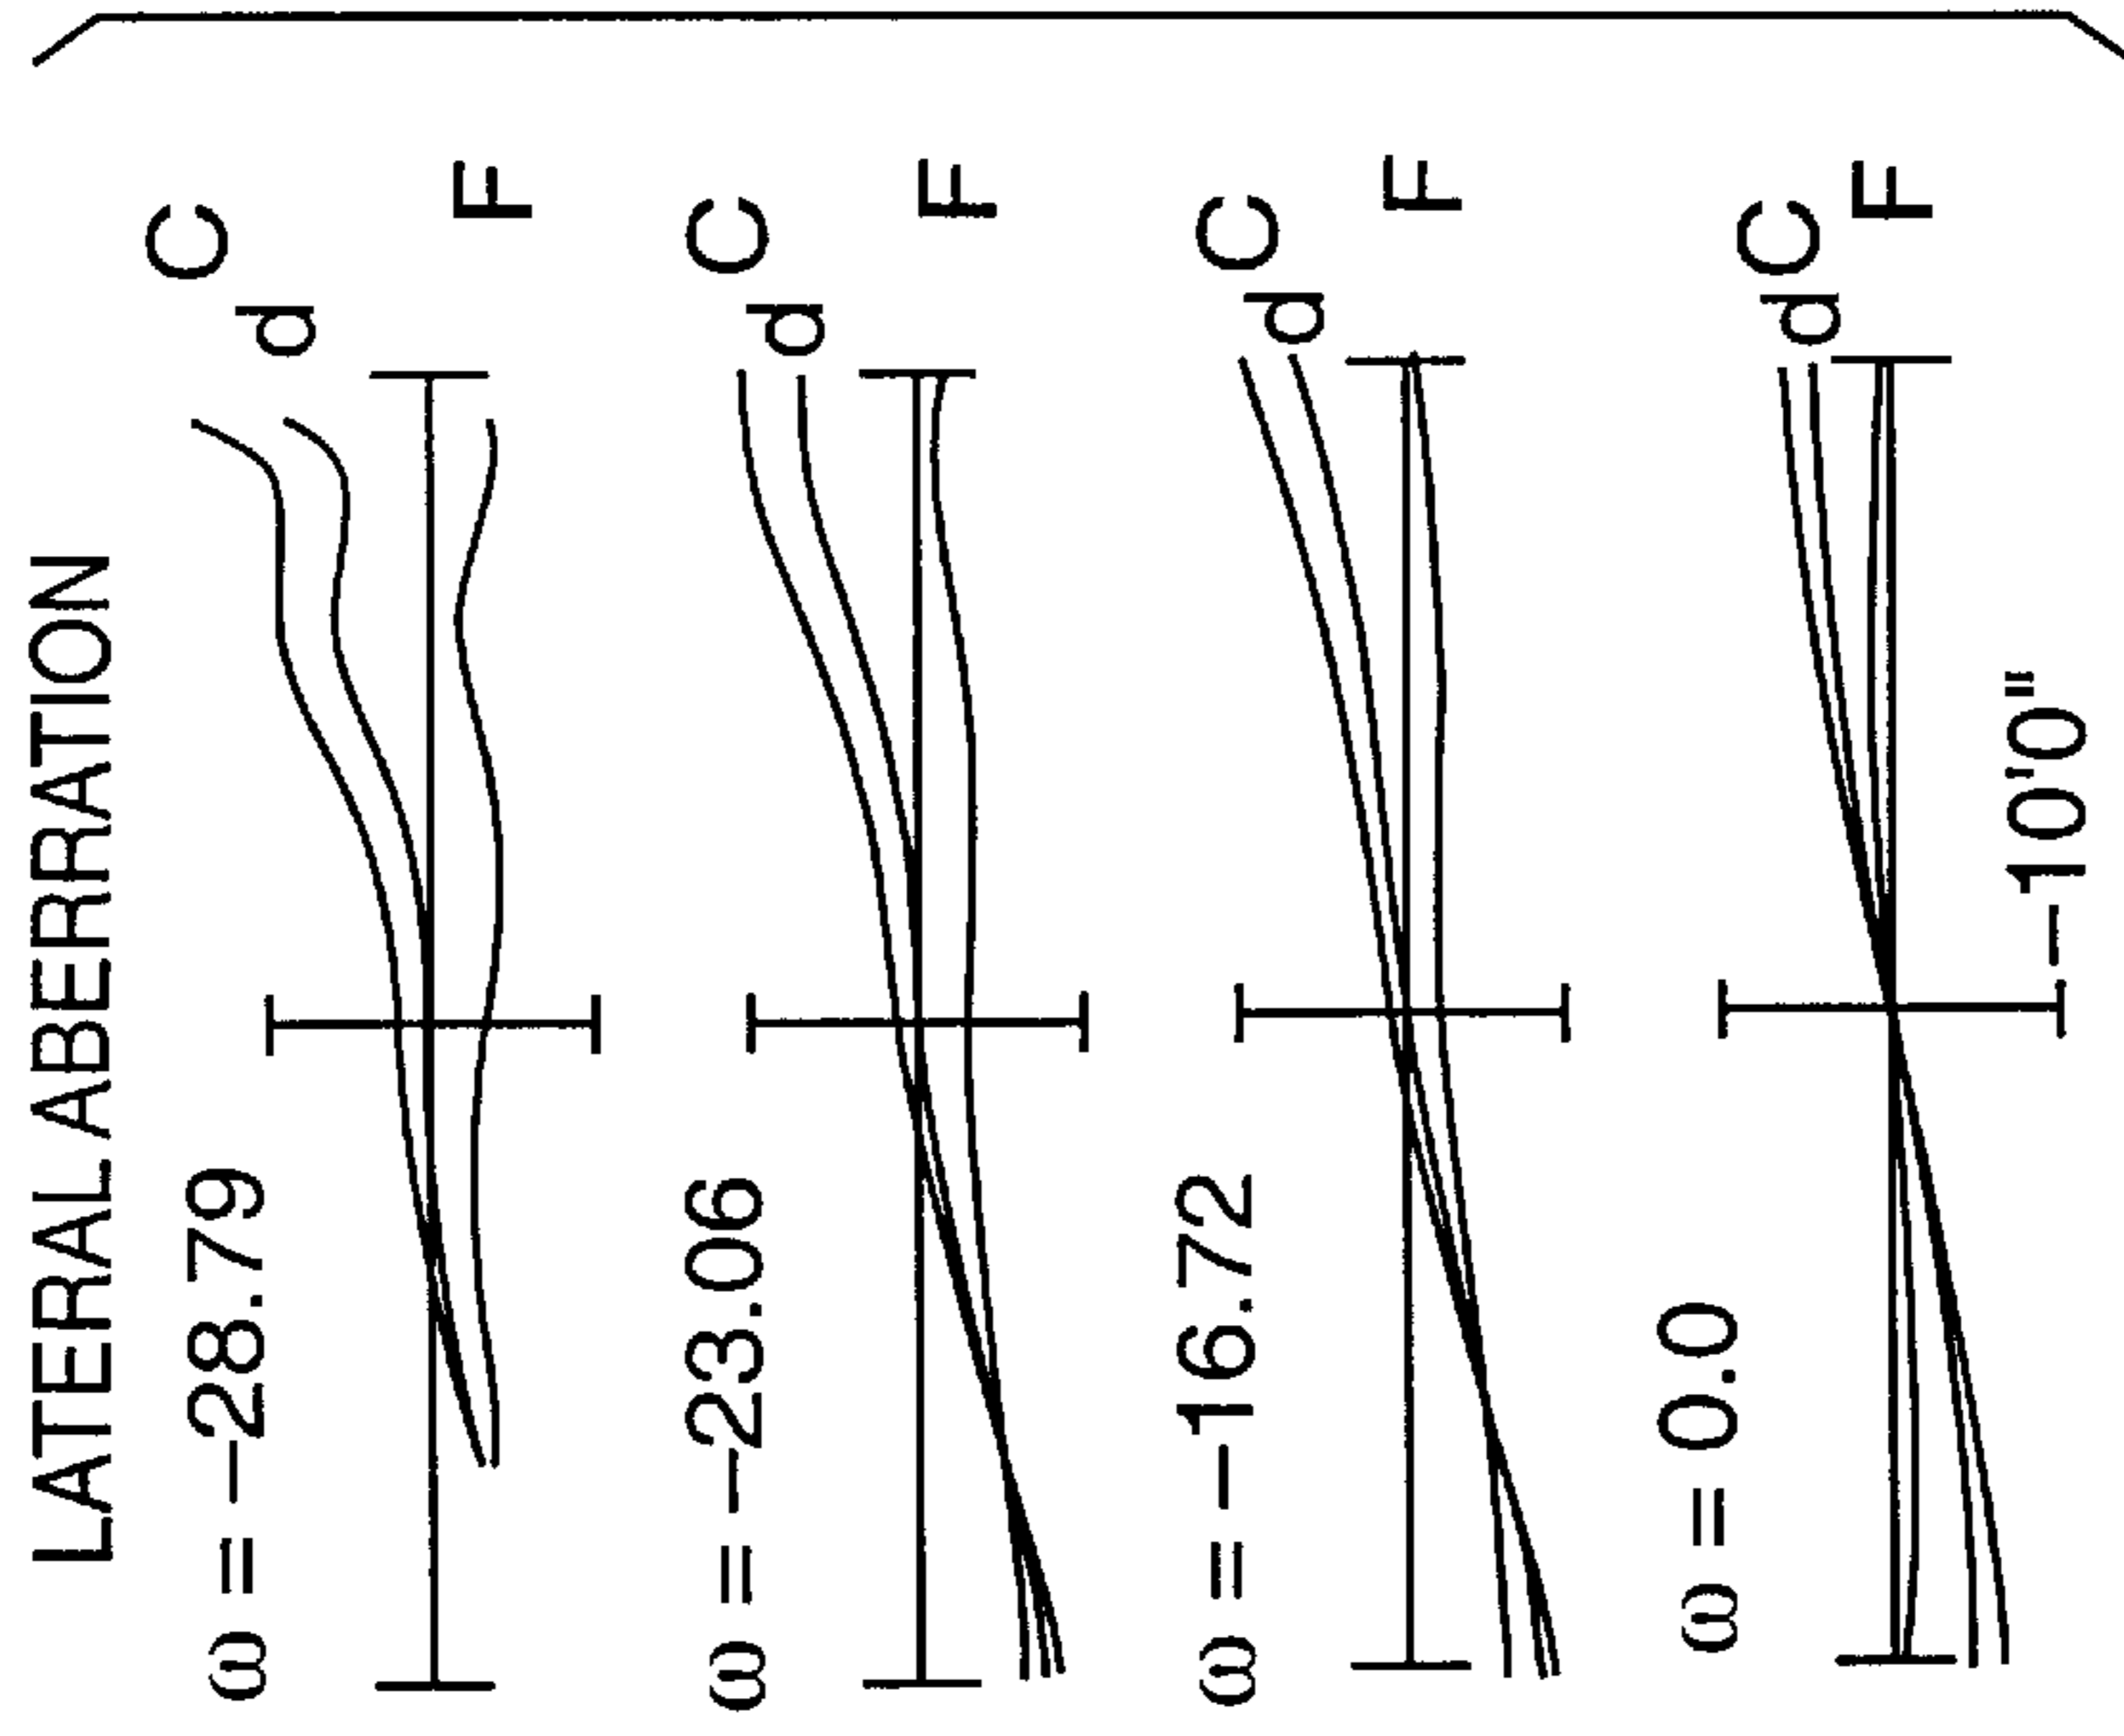 LATERAL ABERRATION
ω = −28.79
C
d
F
ω = −23.06
C
d
F
ω = −16.72
C
d
F
ω = 0.0
C
d
F
−10'0"